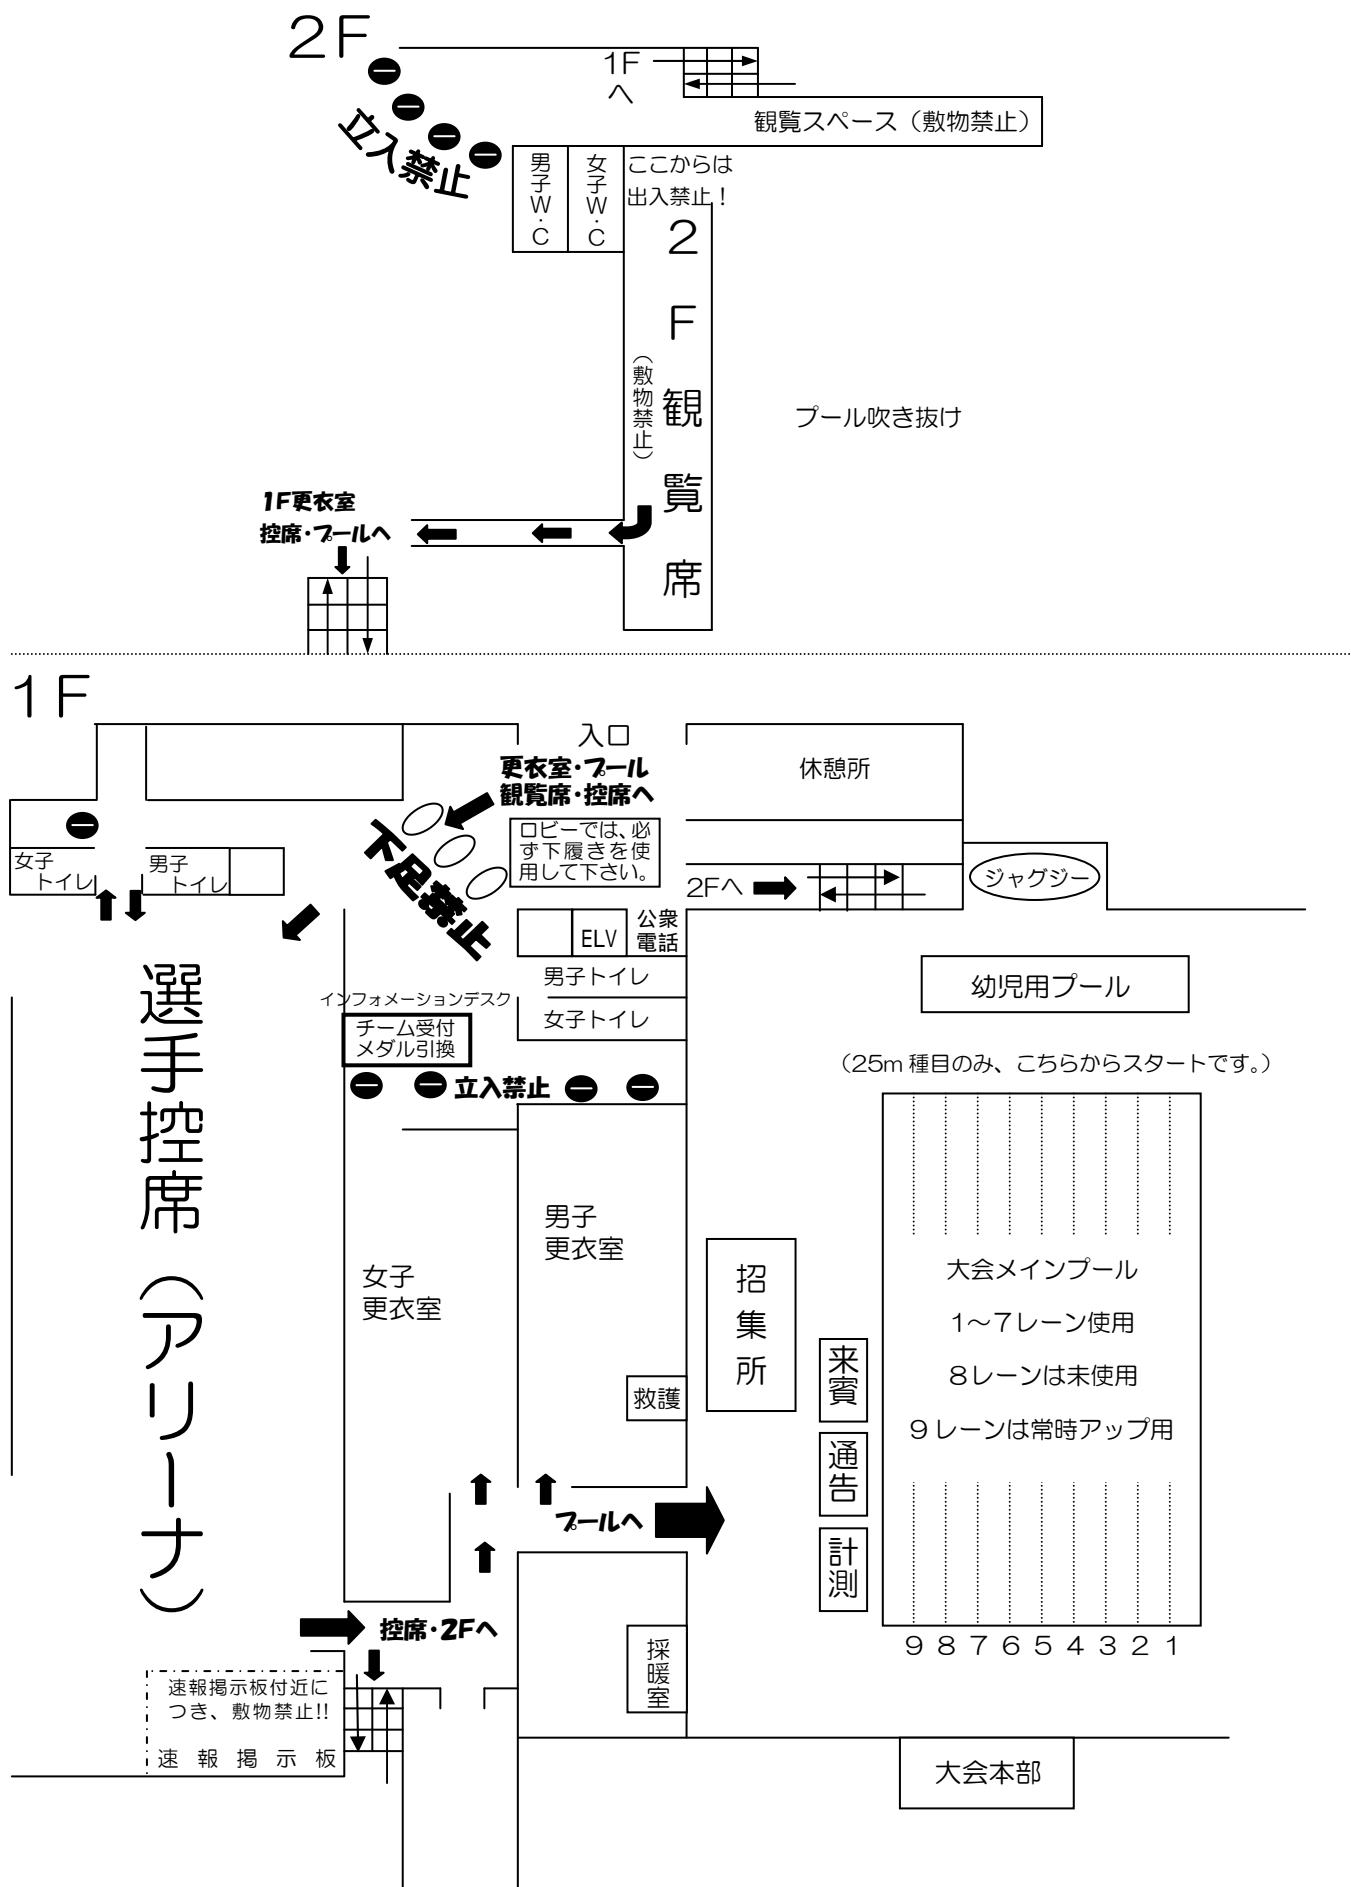 2F
1F
へ
立入禁止
観覧スペース（敷物禁止）
男子W・C
女子W・C
ここからは
出入禁止！
2F観覧席
（敷物禁止）
プール吹き抜け
1F更衣室
控席・プールへ
1F
入口
更衣室・プール
観覧席・控席へ
休憩所
ロビーでは、必
ず下履きを使
用して下さい。
下足禁止
女子
トイレ
男子
トイレ
2Fへ
ジャグジー
ELV
公衆
電話
男子トイレ
女子トイレ
幼児用プール
インフォメーションデスク
チーム受付
メダル引換
立入禁止
（25m 種目のみ、こちらからスタートです。）
選手控席（アリーナ）
男子
更衣室
女子
更衣室
招集所
大会メインプール
1〜7レーン使用
8レーンは未使用
9レーンは常時アップ用
来賓
救護
通告
プールへ
計測
控席・2Fへ
9 8 7 6 5 4 3 2 1
採暖室
速報掲示板付近に
つき、敷物禁止!!
速報掲示板
大会本部